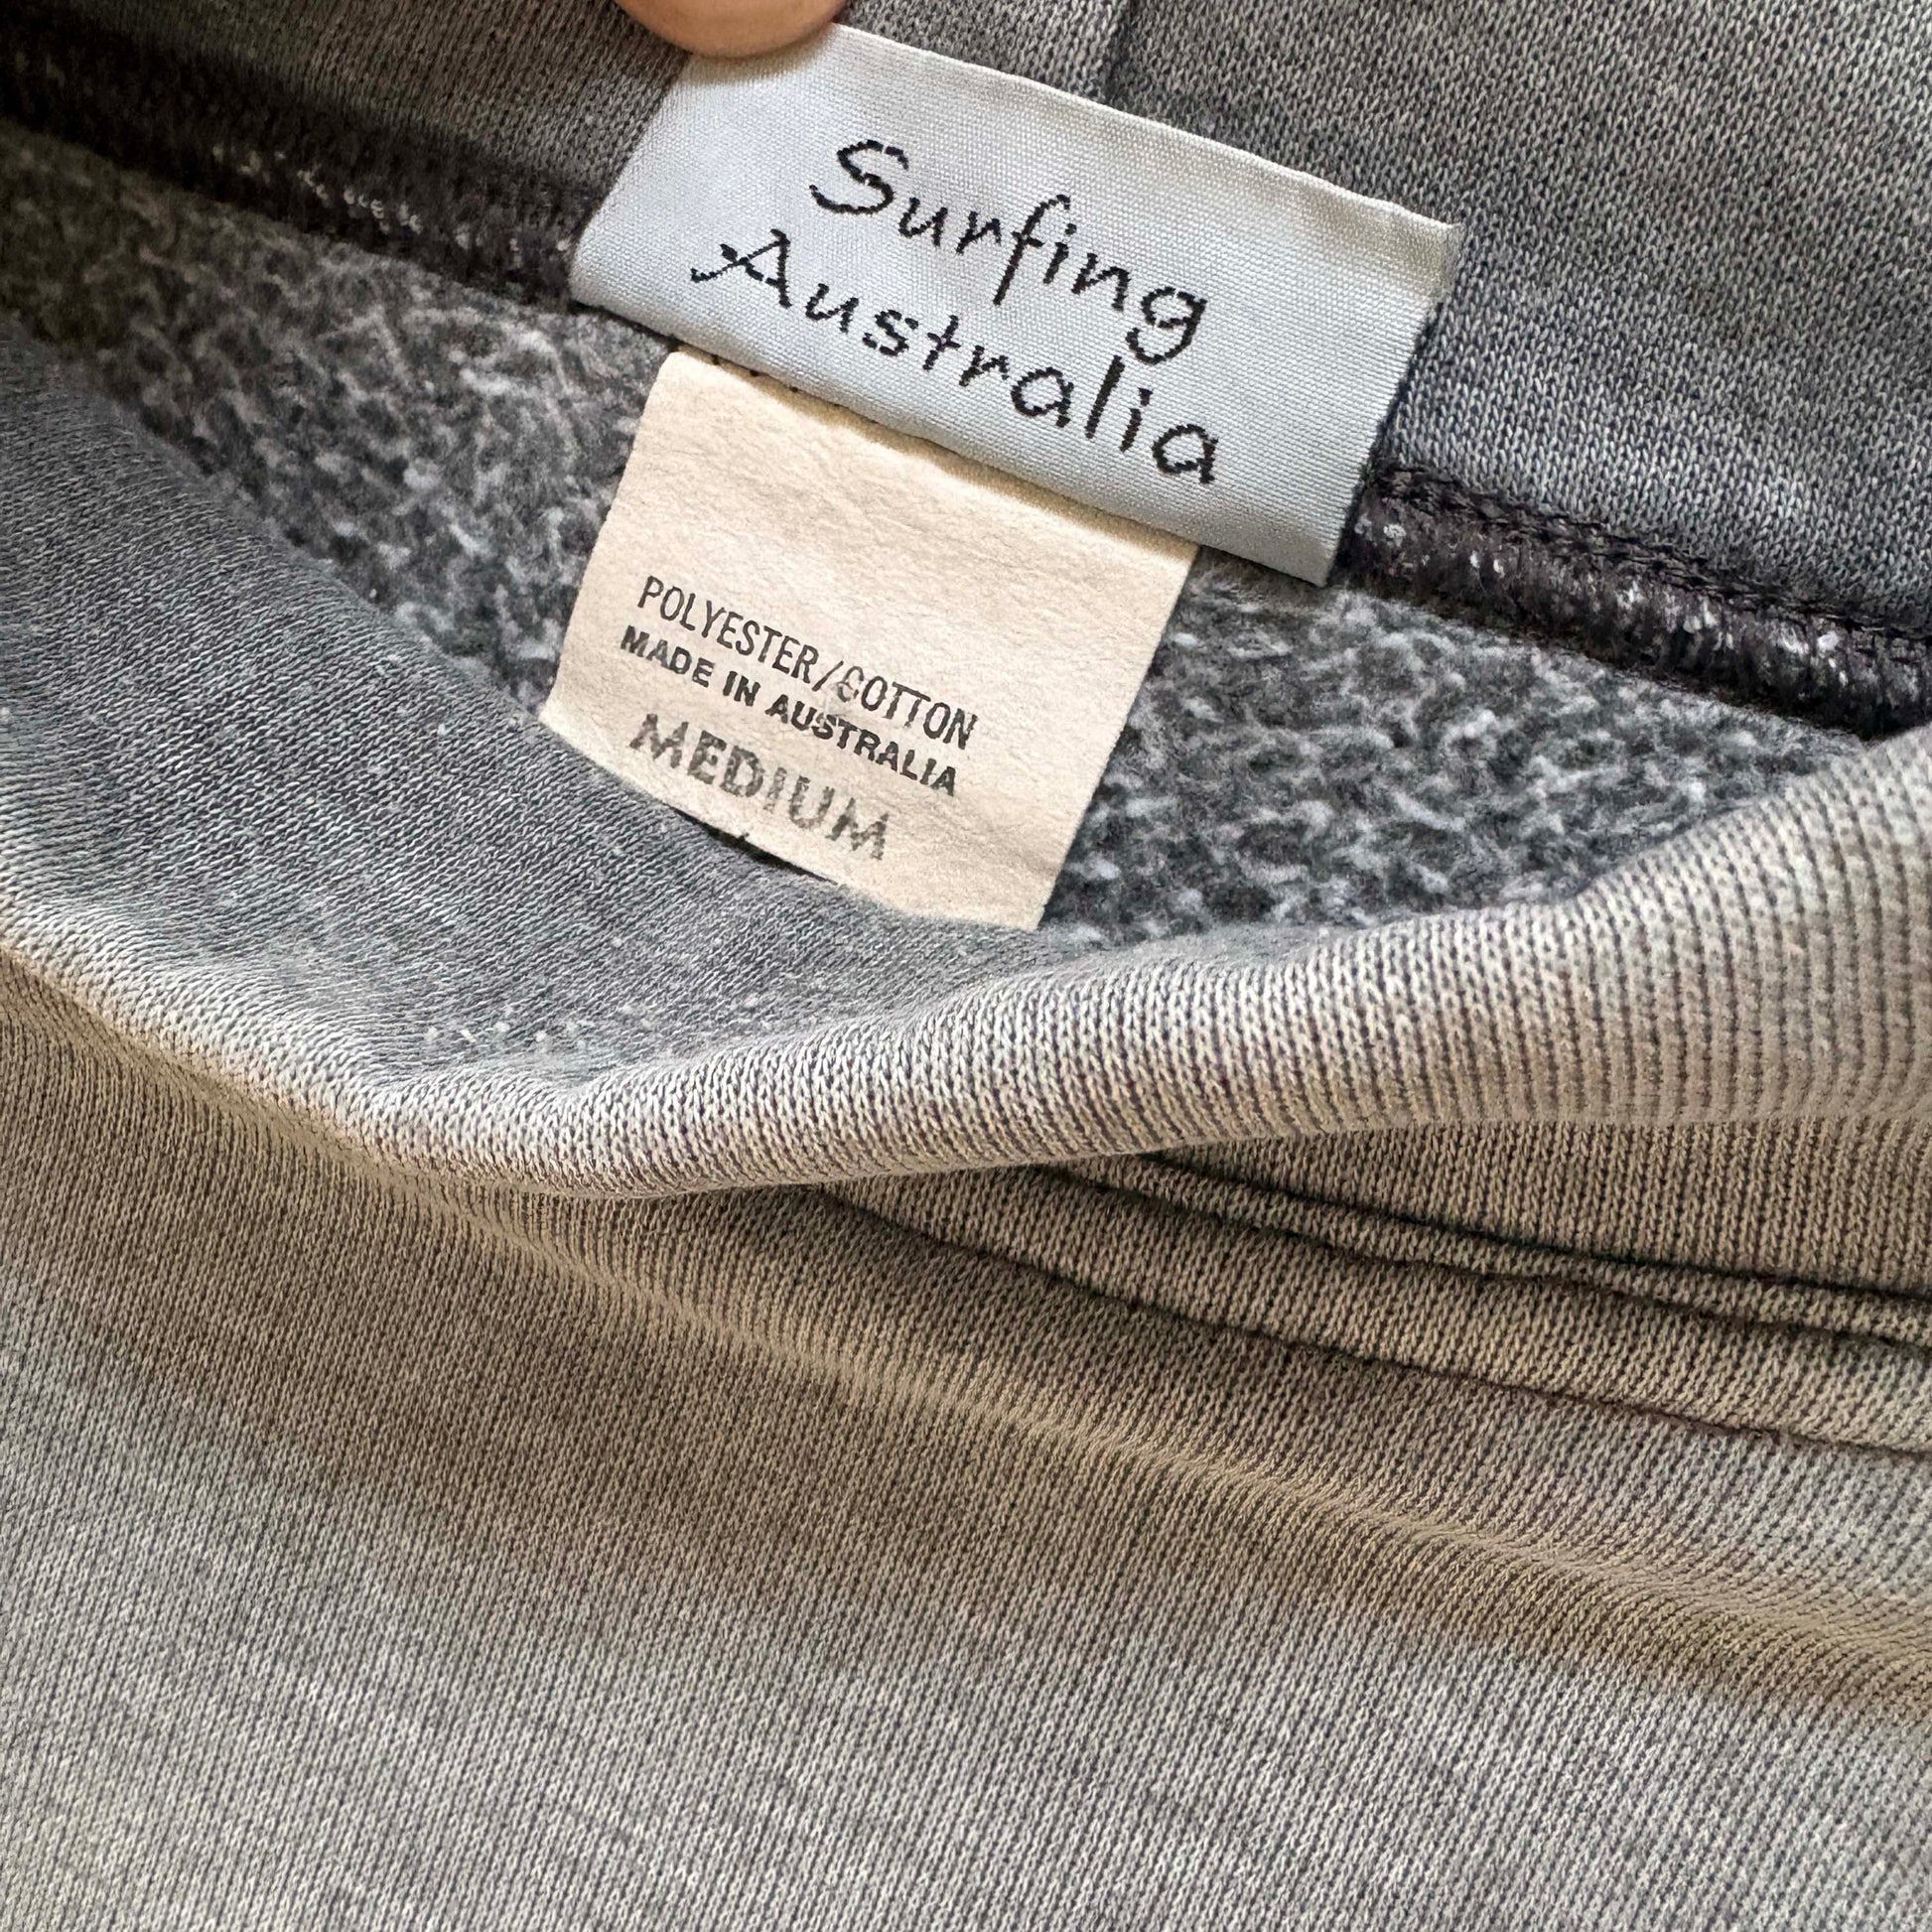 Surfing
Australia
POLYESTER/COTTON
MADE IN AUSTRALIA
MEDIUM